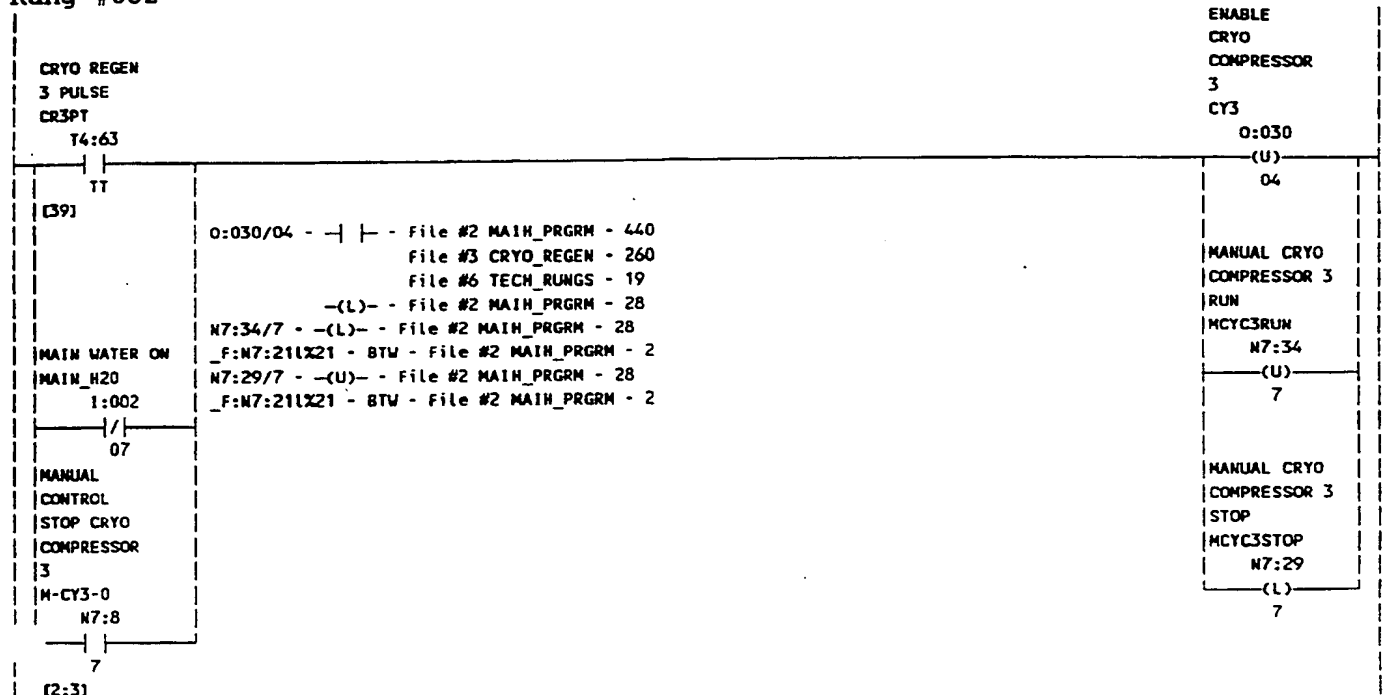 ENABLE
CRYO
COMPRESSOR
3
CY3
O:030
(U)
04
CRYO REGEN
3 PULSE
CR3PT
T4:63
TT
[39]
O:030/04 - -| |- - File #2 MAIN_PRGRM - 440
File #3 CRYO_REGEN - 260
File #6 TECH_RUNGS - 19
-(L)- - File #2 MAIN_PRGRM - 28
N7:34/7 - -(L)- - File #2 MAIN_PRGRM - 28
_F:N7:21l%21 - BTW - File #2 MAIN_PRGRM - 2
N7:29/7 - -(U)- - File #2 MAIN_PRGRM - 28
_F:N7:21l%21 - BTW - File #2 MAIN_PRGRM - 2
MAIN WATER ON
MAIN_H20
I:002
/
07
MANUAL
CONTROL
STOP CRYO
COMPRESSOR
3
M-CY3-0
N7:8
7
[2:3]
MANUAL CRYO
COMPRESSOR 3
RUN
MCYC3RUN
N7:34
(U)
7
MANUAL CRYO
COMPRESSOR 3
STOP
MCYC3STOP
N7:29
(L)
7